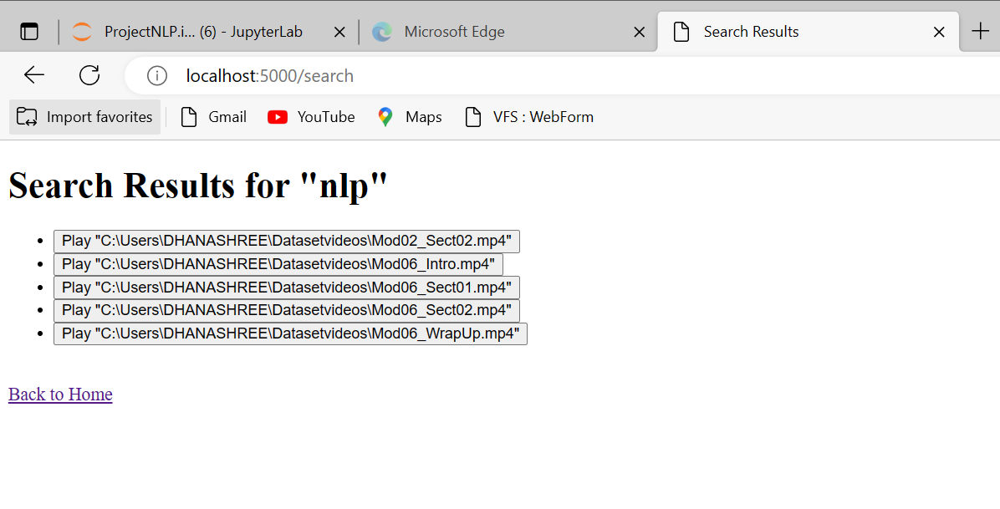 ProjectNLP.i... (6) - JupyterLab
Microsoft Edge
Search Results
localhost:5000/search
Import favorites
Gmail
YouTube
Maps
VFS : WebForm
Search Results for "nlp"
Play "C:\Users\DHANASHREE\Datasetvideos\Mod02_Sect02.mp4"
Play "C:\Users\DHANASHREE\Datasetvideos\Mod06_Intro.mp4"
Play "C:\Users\DHANASHREE\Datasetvideos\Mod06_Sect01.mp4"
Play "C:\Users\DHANASHREE\Datasetvideos\Mod06_Sect02.mp4"
Play "C:\Users\DHANASHREE\Datasetvideos\Mod06_WrapUp.mp4"
Back to Home